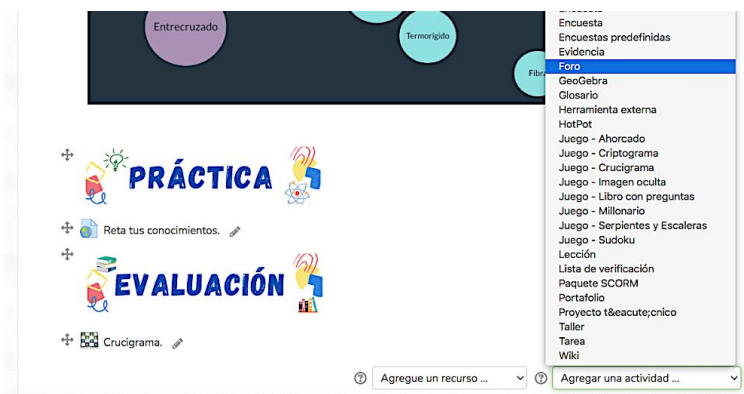 Entrecruzado
Termorígido
Fibra
Encuesta
Encuesta
Encuestas predefinidas
Evidencia
Foro
GeoGebra
Glosario
Herramienta externa
HotPot
Juego - Ahorcado
Juego - Criptograma
Juego - Crucigrama
Juego - Imagen oculta
Juego - Libro con preguntas
Juego - Millonario
Juego - Serpientes y Escaleras
Juego - Sudoku
Lección
Lista de verificación
Paquete SCORM
Portafolio
Proyecto t&eacute;cnico
Taller
Tarea
Wiki
PRÁCTICA
Reta tus conocimientos.
EVALUACIÓN
Crucigrama.
Agregue un recurso ...
Agregar una actividad ...